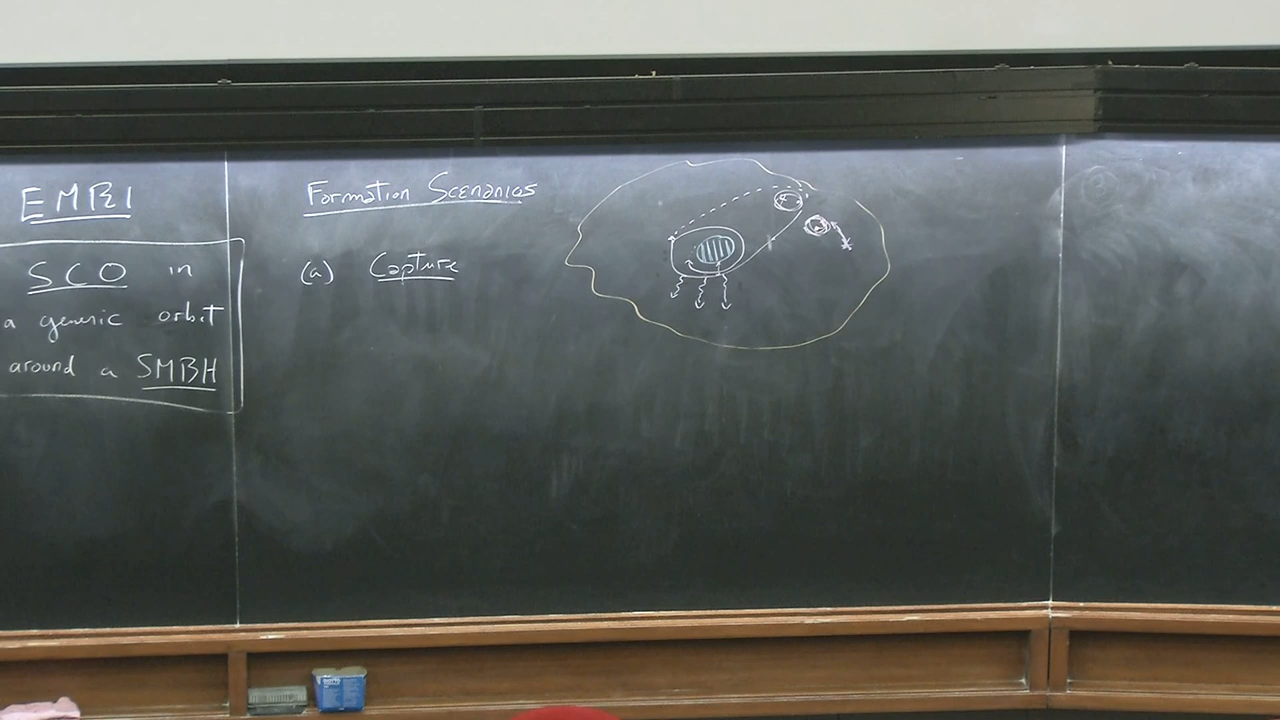 EMRI
SCO in
a generic orbit
around a SMBH
Formation Scenarios
(a) Capture